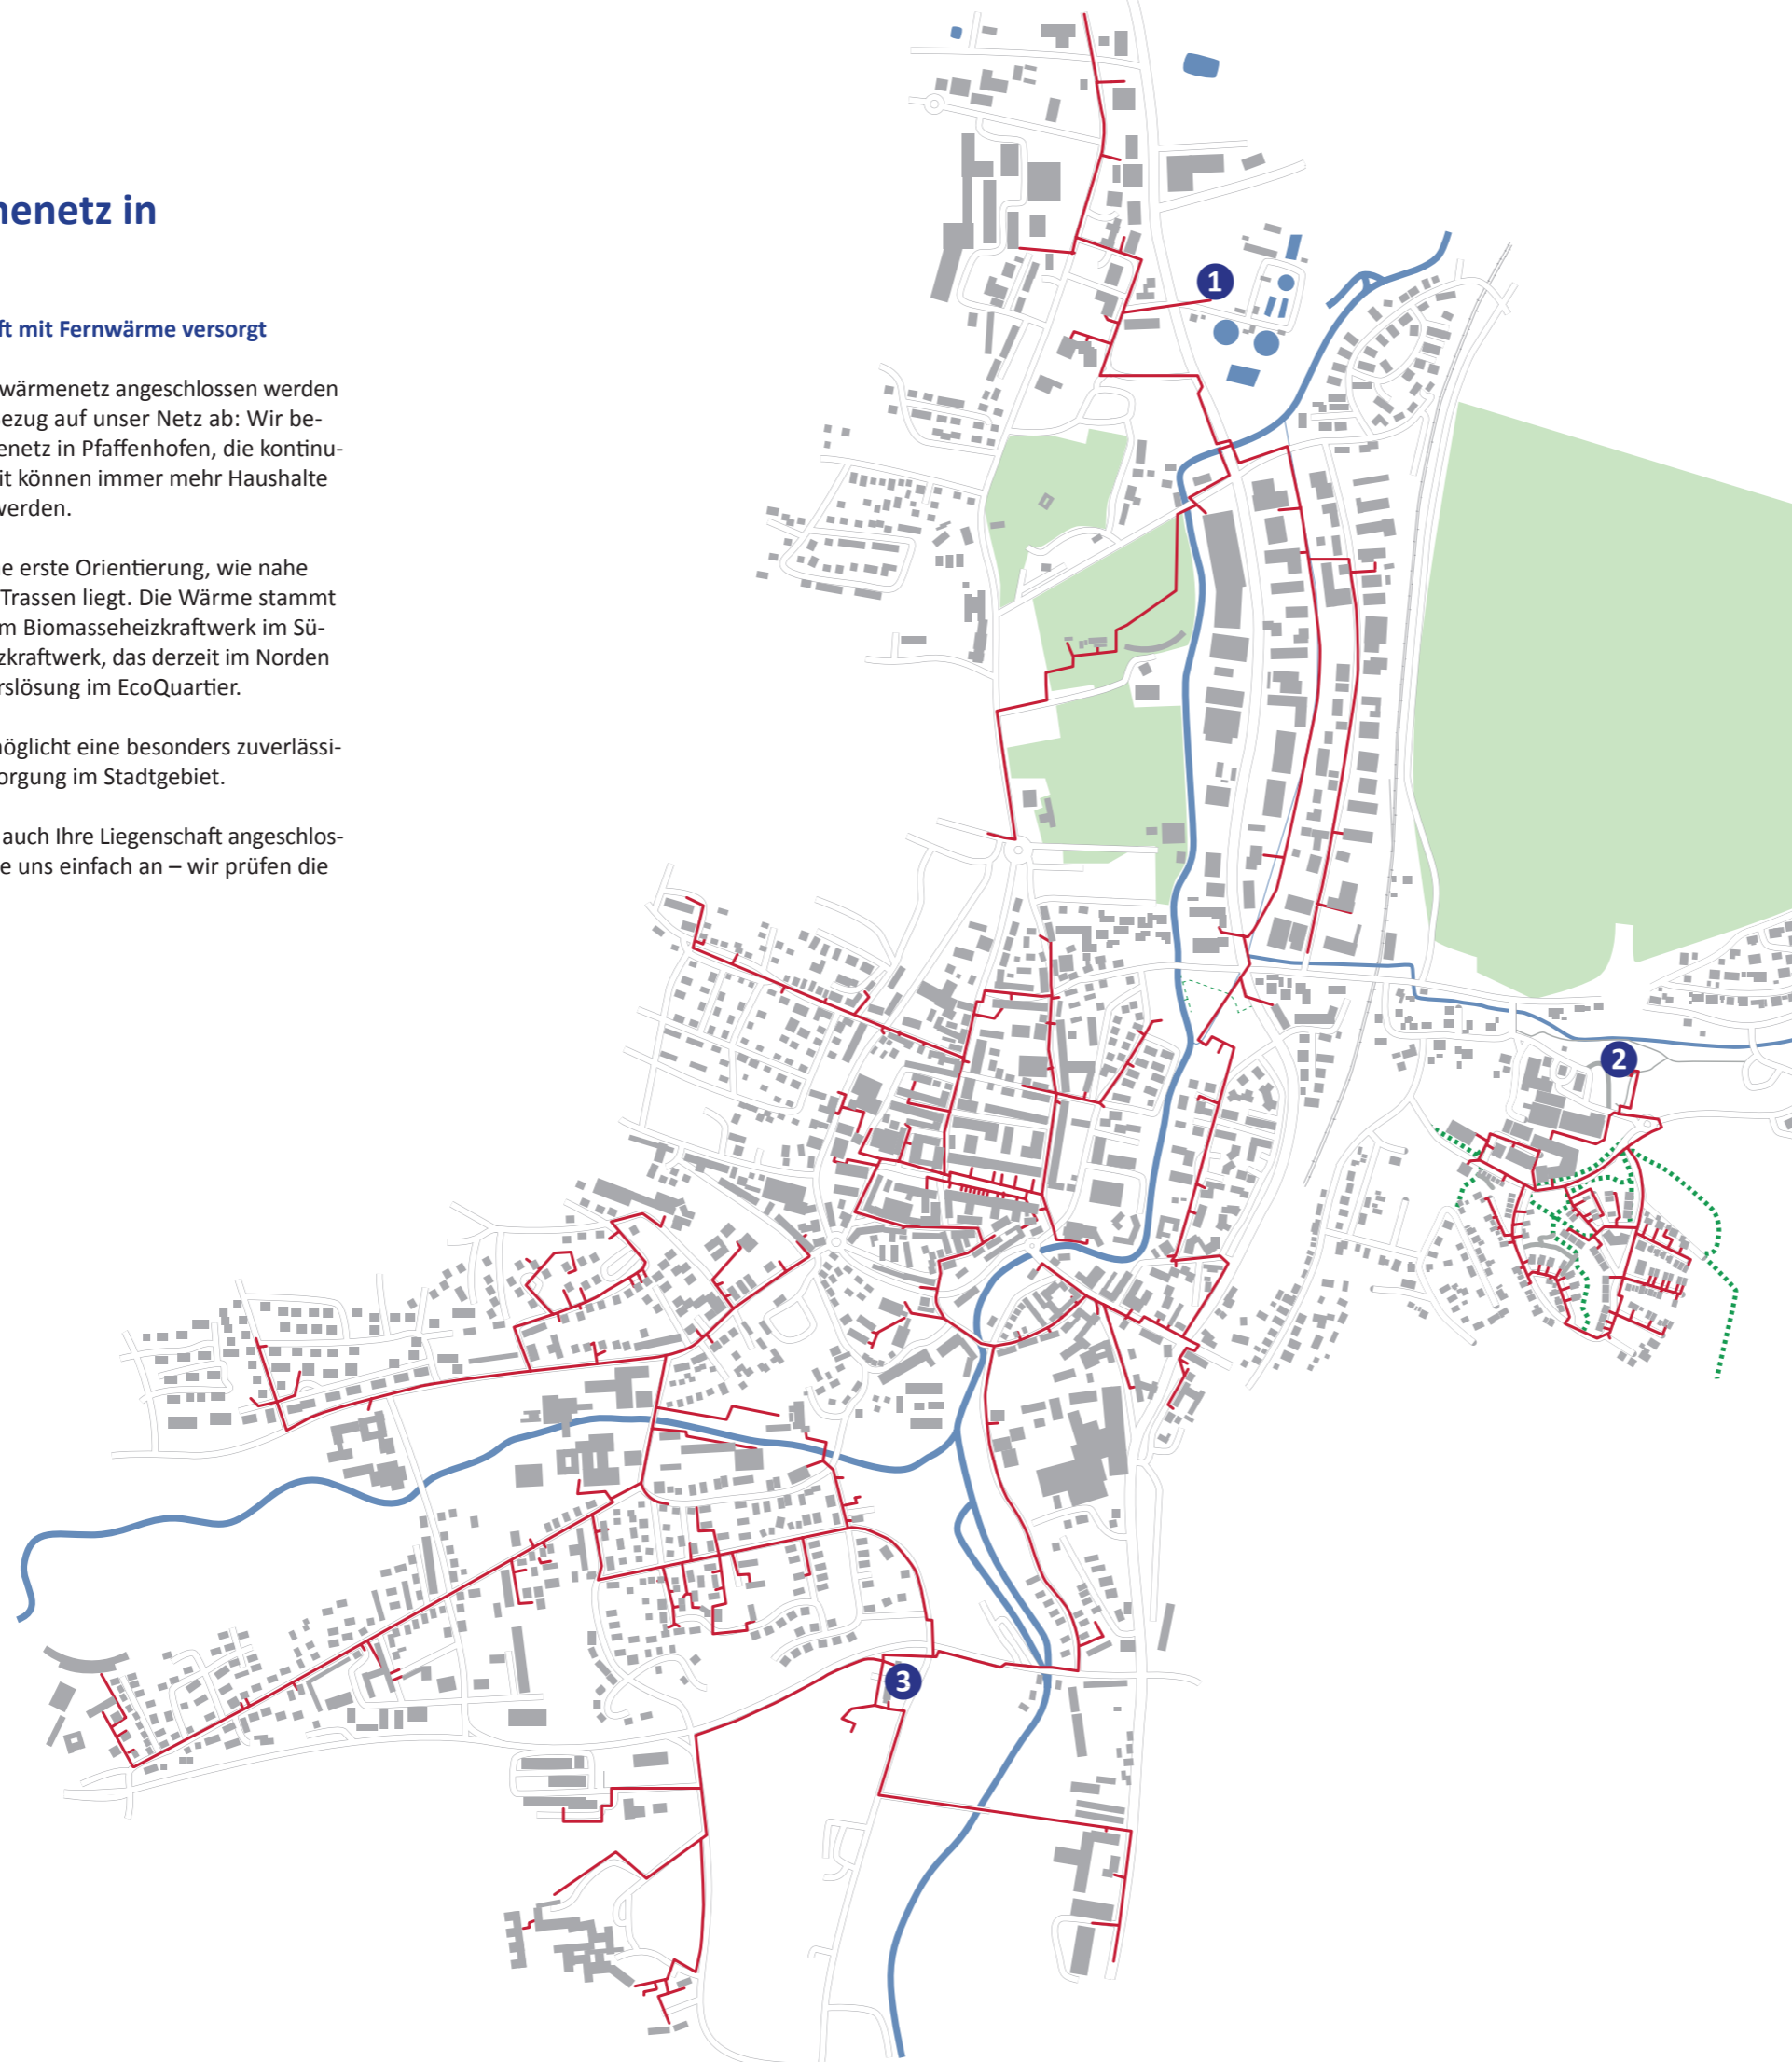 nenetz in
ft mit Fernwärme versorgt
wärmenetz angeschlossen werden
ezug auf unser Netz ab: Wir be-
enetz in Pfaffenhofen, die kontinu-
it können immer mehr Haushalte
verden.
e erste Orientierung, wie nahe
Trassen liegt. Die Wärme stammt
m Biomasseheizkraftwerk im Sü-
zkraftwerk, das derzeit im Norden
rslösung im EcoQuartier.
nöglicht eine besonders zuverlässi-
orgung im Stadtgebiet.
auch Ihre Liegenschaft angeschlos-
e uns einfach an – wir prüfen die
1
2
3